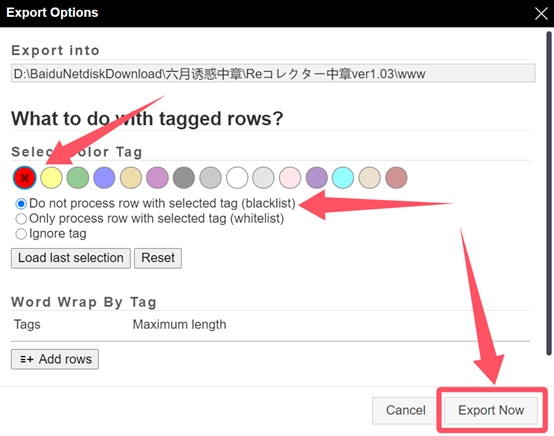 Export Options
Export into
D:\BaiduNetdiskDownload\六月诱惑中章\Reコレクター中章ver1.03\www
What to do with tagged rows?
Select Color Tag
Do not process row with selected tag (blacklist)
Only process row with selected tag (whitelist)
Ignore tag
Load last selection Reset
Word Wrap By Tag
Tags Maximum length
Add rows
Cancel Export Now